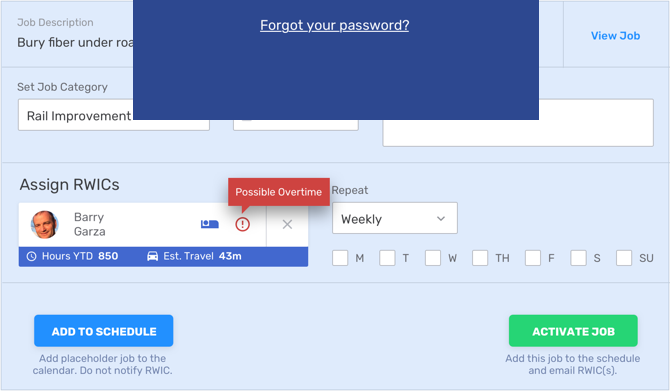 Forgot your password?
Job Description
Bury fiber under roa
View Job
Set Job Category
Rail Improvement
Assign RWICs
Possible Overtime
Repeat
Barry
Garza
Weekly
Hours YTD 850 Est. Travel 43m
M T W TH F S SU
ADD TO SCHEDULE
Add placeholder job to the
calendar. Do not notify RWIC.
ACTIVATE JOB
Add this job to the schedule
and email RWIC(s).